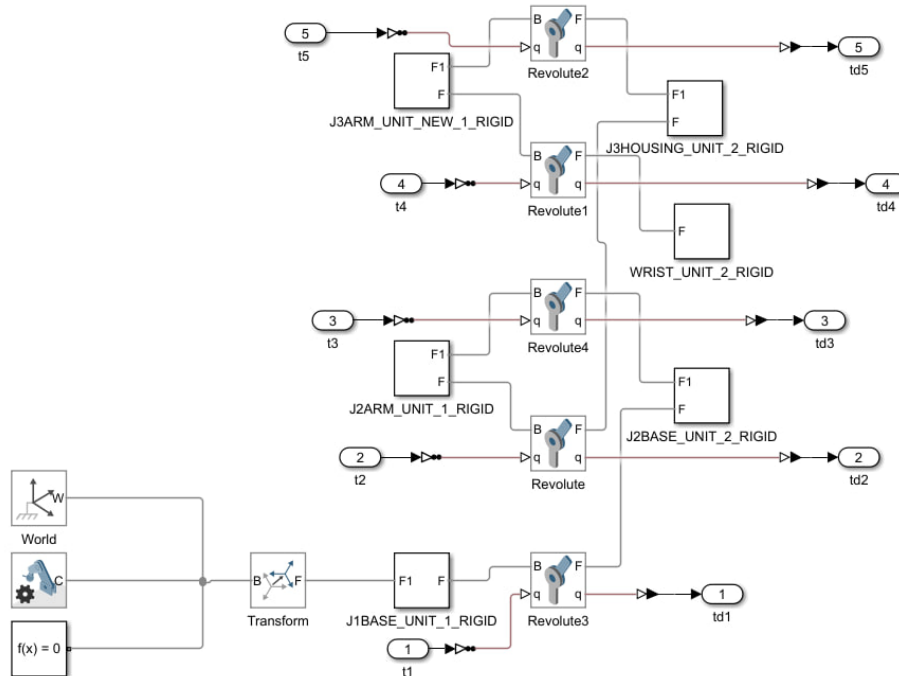 5
t5
B
F
q
q
Revolute2
5
td5
F1
F
J3ARM_UNIT_NEW_1_RIGID
F1
F
J3HOUSING_UNIT_2_RIGID
4
t4
B
F
q
q
Revolute1
4
td4
F
WRIST_UNIT_2_RIGID
3
t3
B
F
q
q
Revolute4
3
td3
F1
F
J2ARM_UNIT_1_RIGID
F1
F
J2BASE_UNIT_2_RIGID
2
t2
B
F
q
q
Revolute
2
td2
W
World
C
f(x) = 0
B
F
Transform
F1
F
J1BASE_UNIT_1_RIGID
B
F
q
q
Revolute3
1
td1
1
t1